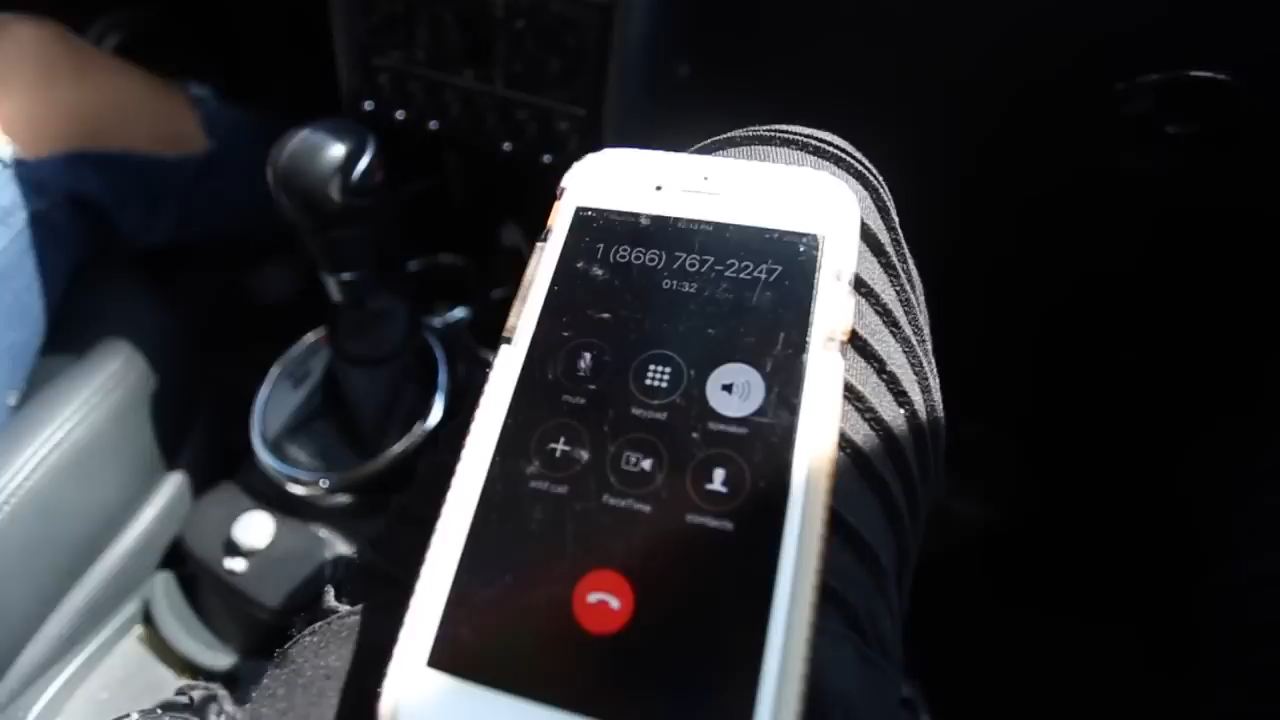 1 (866) 767-2247
01:32
mute
keypad
speaker
add call
FaceTime
contacts